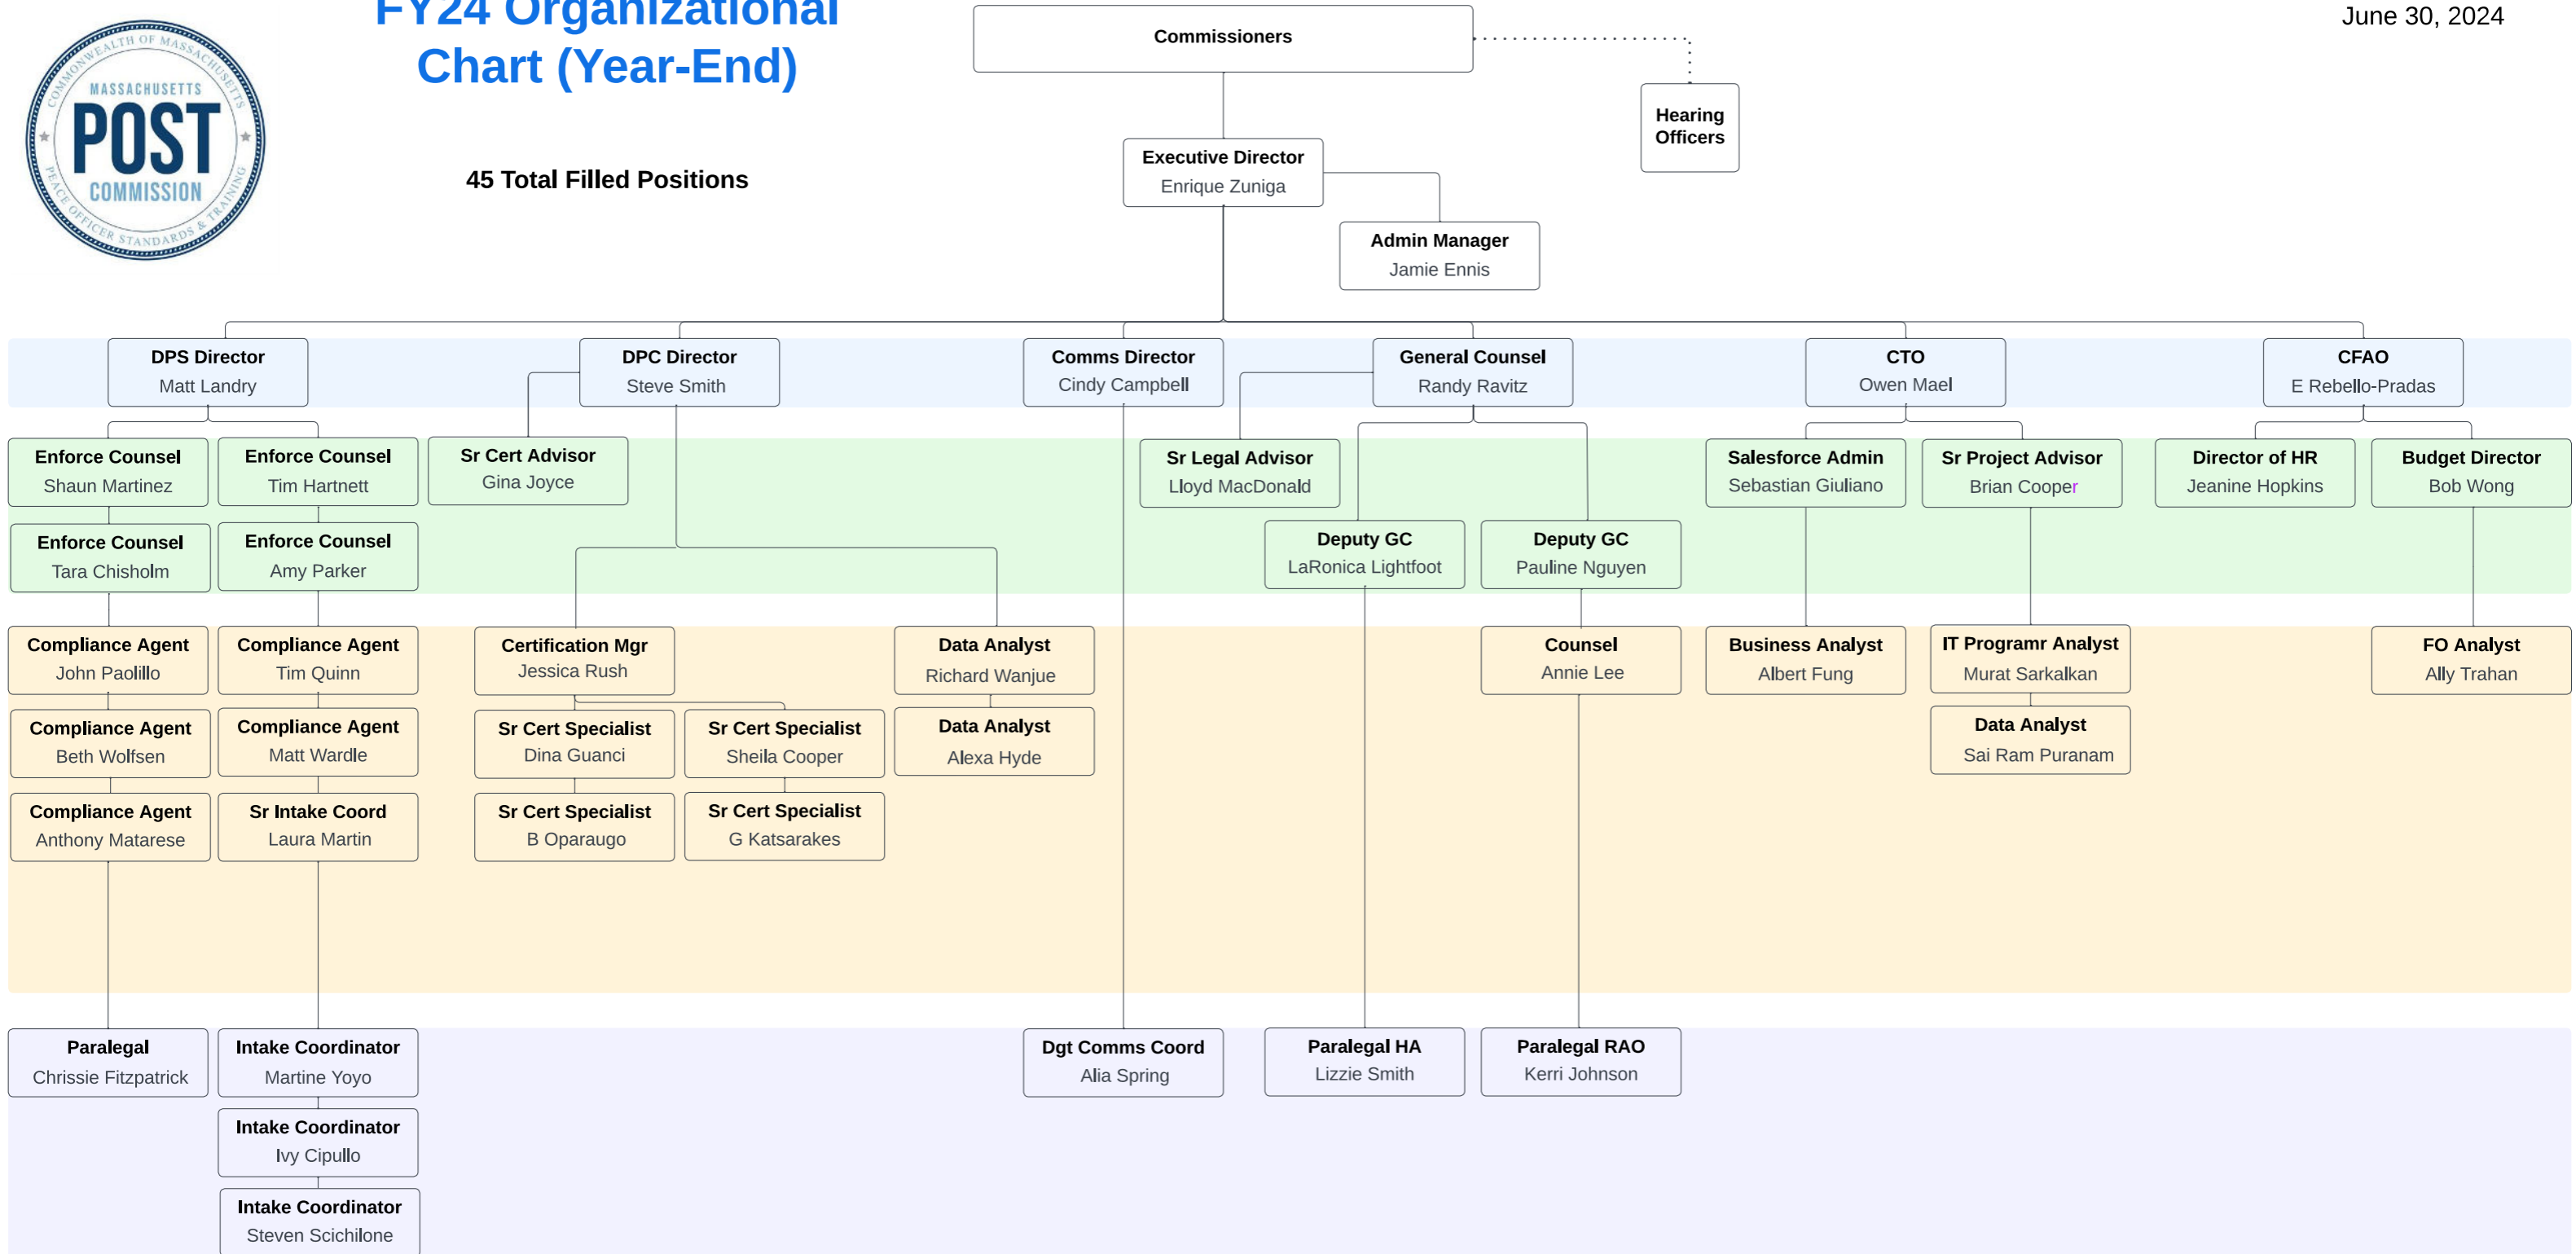 FY24 Organizational
Chart (Year-End)
June 30, 2024
COMMONWEALTH OF MASSACHUSETTS
MASSACHUSETTS
POST
COMMISSION
PEACE OFFICER STANDARDS & TRAINING
45 Total Filled Positions
Commissioners
Hearing
Officers
Executive Director
Enrique Zuniga
Admin Manager
Jamie Ennis
DPS Director
Matt Landry
DPC Director
Steve Smith
Comms Director
Cindy Campbell
General Counsel
Randy Ravitz
CTO
Owen Mael
CFAO
E Rebello-Pradas
Enforce Counsel
Shaun Martinez
Enforce Counsel
Tim Hartnett
Sr Cert Advisor
Gina Joyce
Sr Legal Advisor
Lloyd MacDonald
Salesforce Admin
Sebastian Giuliano
Sr Project Advisor
Brian Cooper
Director of HR
Jeanine Hopkins
Budget Director
Bob Wong
Enforce Counsel
Tara Chisholm
Enforce Counsel
Amy Parker
Deputy GC
LaRonica Lightfoot
Deputy GC
Pauline Nguyen
Compliance Agent
John Paolillo
Compliance Agent
Tim Quinn
Certification Mgr
Jessica Rush
Data Analyst
Richard Wanjue
Counsel
Annie Lee
Business Analyst
Albert Fung
IT Programr Analyst
Murat Sarkalkan
FO Analyst
Ally Trahan
Compliance Agent
Beth Wolfsen
Compliance Agent
Matt Wardle
Sr Cert Specialist
Dina Guanci
Sr Cert Specialist
Sheila Cooper
Data Analyst
Alexa Hyde
Data Analyst
Sai Ram Puranam
Compliance Agent
Anthony Matarese
Sr Intake Coord
Laura Martin
Sr Cert Specialist
B Oparaugo
Sr Cert Specialist
G Katsarakes
Paralegal
Chrissie Fitzpatrick
Intake Coordinator
Martine Yoyo
Dgt Comms Coord
Alia Spring
Paralegal HA
Lizzie Smith
Paralegal RAO
Kerri Johnson
Intake Coordinator
Ivy Cipullo
Intake Coordinator
Steven Scichilone